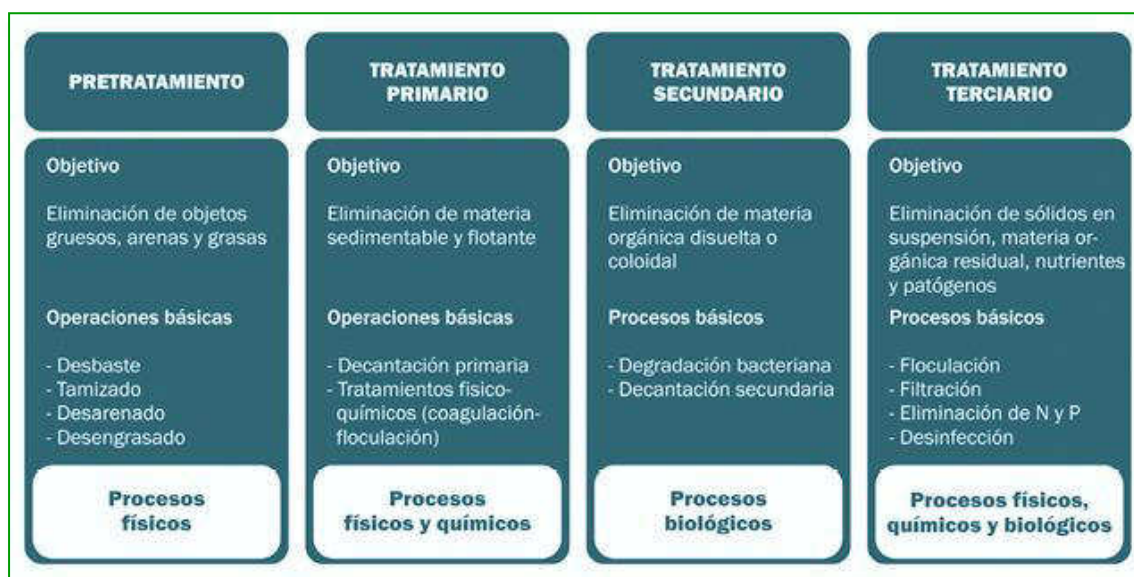 PRETRATAMIENTO
Objetivo
Eliminación de objetos
gruesos, arenas y grasas
Operaciones básicas
- Desbaste
- Tamizado
- Desarenado
- Desengrasado
Procesos
físicos
TRATAMIENTO
PRIMARIO
Objetivo
Eliminación de materia
sedimentable y flotante
Operaciones básicas
- Decantación primaria
- Tratamientos físico-
químicos (coagulación-
floculación)
Procesos
físicos y químicos
TRATAMIENTO
SECUNDARIO
Objetivo
Eliminación de materia
orgánica disuelta o
coloidal
Procesos básicos
- Degradación bacteriana
- Decantación secundaria
Procesos
biológicos
TRATAMIENTO
TERCIARIO
Objetivo
Eliminación de sólidos en
suspensión, materia or-
gánica residual, nutrientes
y patógenos
Procesos básicos
- Floculación
- Filtración
- Eliminación de N y P
- Desinfección
Procesos físicos,
químicos y biológicos